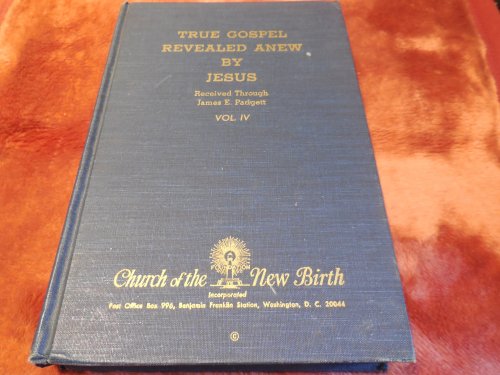 TRUE GOSPEL
REVEALED ANEW
BY
JESUS
Received Through
James E. Padgett
VOL IV
Church of the New Birth
Incorporated
Post Office Box 996, Benjamin Franklin Station, Washington, D. C. 20044
©